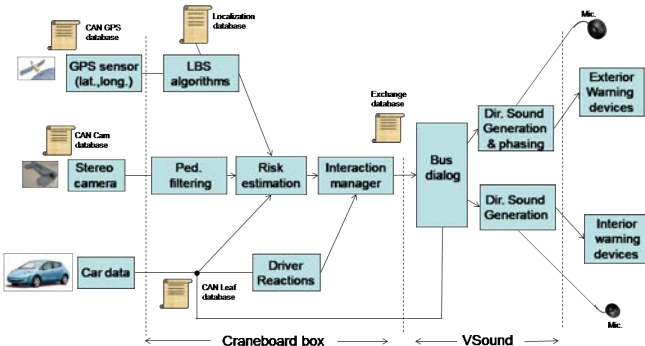 CAN GPS
database
Localization
database
Mic.
GPS sensor
(lat.,long.)
LBS
algorithms
Exchange
database
Exterior
Warning
devices
Dir. Sound
Generation
& phasing
CAN Cam
database
Stereo
camera
Ped.
filtering
Risk
estimation
Interaction
manager
Bus
dialog
Dir. Sound
Generation
Interior
warning
devices
Car data
Driver
Reactions
CAN Leaf
database
Mic.
Craneboard box
VSound